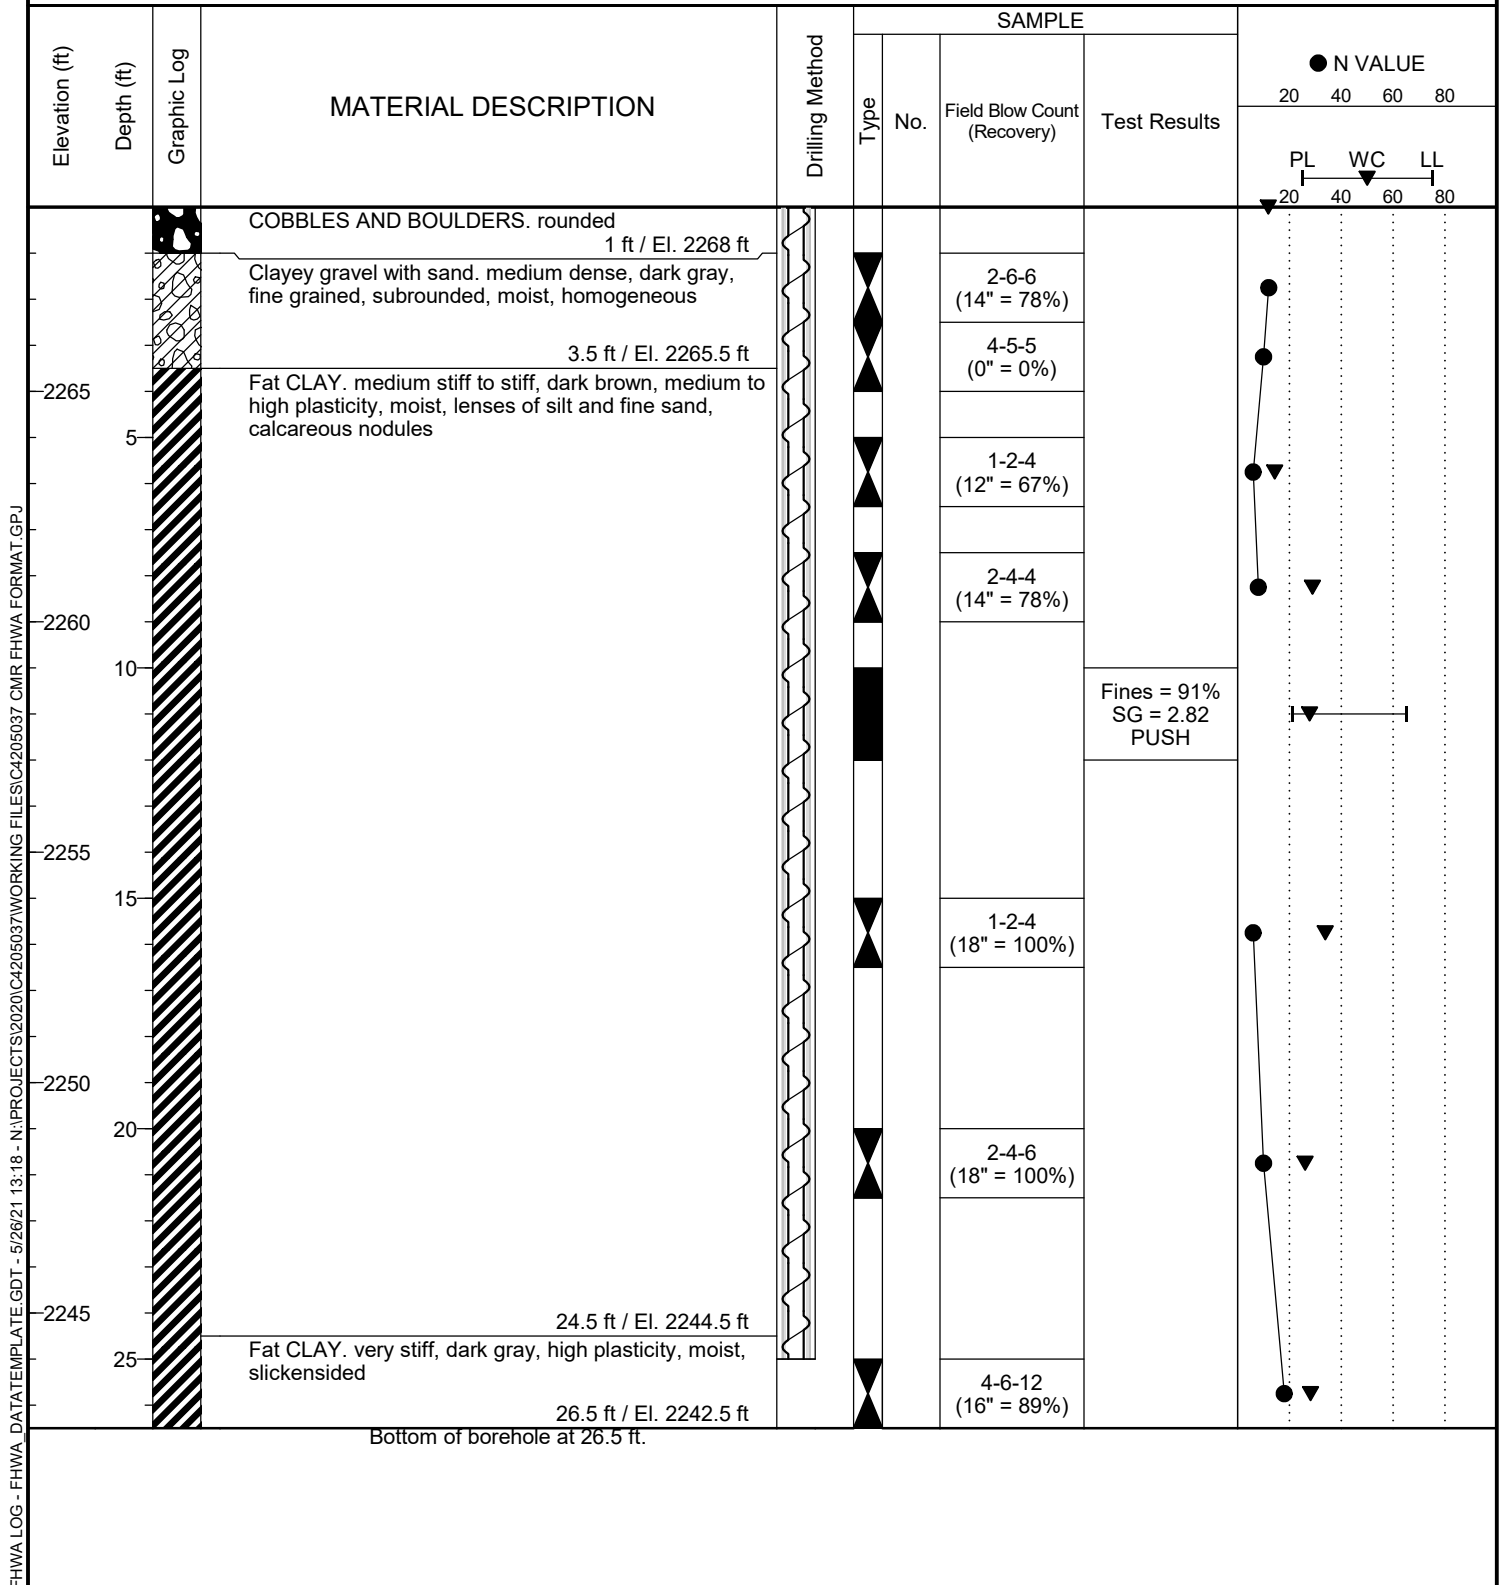 SAMPLE
Elevation (ft)
Depth (ft)
Graphic Log
MATERIAL DESCRIPTION
Drilling Method
Type
No.
Field Blow Count
(Recovery)
Test Results
N VALUE
20 40 60 80
PL WC LL
20 40 60 80
COBBLES AND BOULDERS. rounded
1 ft / El. 2268 ft
Clayey gravel with sand. medium dense, dark gray,
fine grained, subrounded, moist, homogeneous
2-6-6
(14" = 78%)
3.5 ft / El. 2265.5 ft
4-5-5
(0" = 0%)
Fat CLAY. medium stiff to stiff, dark brown, medium to
high plasticity, moist, lenses of silt and fine sand,
calcareous nodules
2265
5
1-2-4
(12" = 67%)
2-4-4
(14" = 78%)
2260
10
Fines = 91%
SG = 2.82
PUSH
2255
15
1-2-4
(18" = 100%)
2250
20
2-4-6
(18" = 100%)
2245
24.5 ft / El. 2244.5 ft
Fat CLAY. very stiff, dark gray, high plasticity, moist,
slickensided
25
4-6-12
(16" = 89%)
26.5 ft / El. 2242.5 ft
Bottom of borehole at 26.5 ft.
FHWA LOG - FHWA_DATATEMPLATE.GDT - 5/26/21 13:18 - N:\PROJECTS\2020\C4205037\WORKING FILES\C4205037 CMR FHWA FORMAT.GPJ